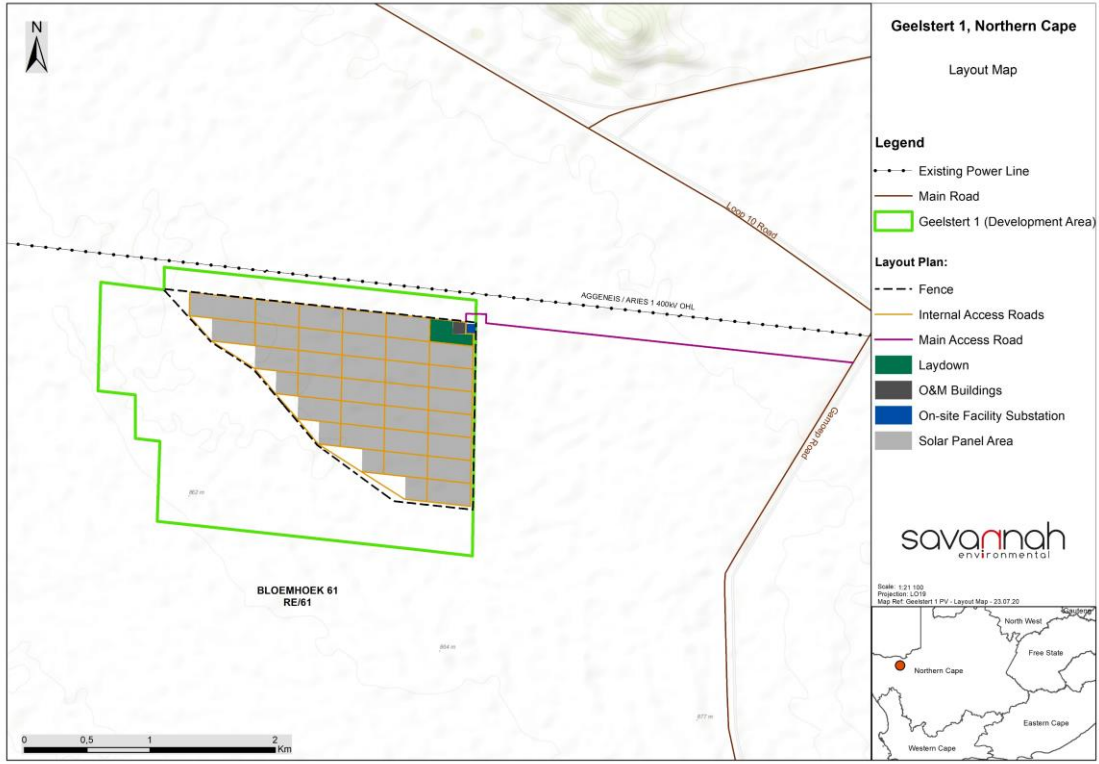 N
Loop 10 Road
AGGENEIS / ARIES 1 400kV OHL
Gamoep Road
862 m
BLOEMHOEK 61
RE/61
864 m
877 m
0 0,5 1 2
Km
Geelstert 1, Northern Cape
Layout Map
Legend
Existing Power Line
Main Road
Geelstert 1 (Development Area)
Layout Plan:
Fence
Internal Access Roads
Main Access Road
Laydown
O&M Buildings
On-site Facility Substation
Solar Panel Area
savannah
environmental
Scale: 1:21 100
Projection: LO19
Map Ref: Geelstert 1 PV - Layout Map - 23.07.20
Gauteng
North West
Free State
Northern Cape
Eastern Cape
Western Cape